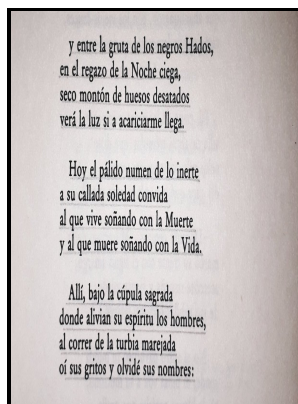 y entre la gruta de los negros Hados,
en el regazo de la Noche ciega,
seco montón de huesos desatados
verá la luz si a acariciarme llega.
Hoy el pálido numen de lo inerte
a su callada soledad convida
al que vive soñando con la Muerte
y al que muere soñando con la Vida.
Allí, bajo la cúpula sagrada
donde alivian su espíritu los hombres,
al correr de la turbia marejada
oí sus gritos y olvidé sus nombres: